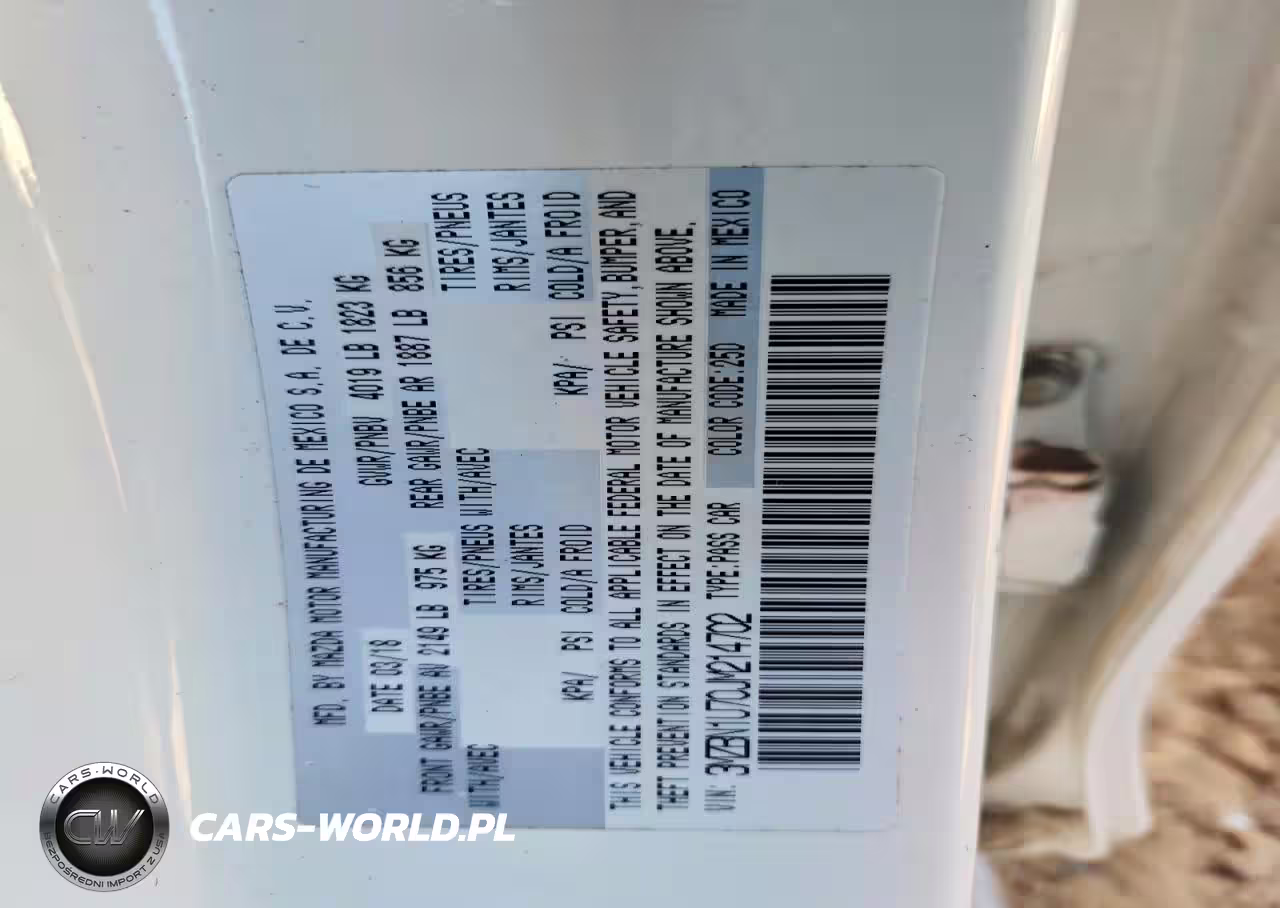 MFD. BY MAZDA MOTOR MANUFACTURING DE MEXICO S.A. DE C.V.
DATE 03/18 GVWR/PNBV 4019 LB 1823 KG
FRONT GAWR/PNBE AV 2149 LB 975 KG REAR GAWR/PNBE AR 1887 LB 856 KG
WITH/AVEC TIRES/PNEUS WITH/AVEC TIRES/PNEUS
RIMS/JANTES RIMS/JANTES
KPA/ PSI COLD/A FROID KPA/ PSI COLD/A FROID
THIS VEHICLE CONFORMS TO ALL APPLICABLE FEDERAL MOTOR VEHICLE SAFETY,BUMPER,AND
THEFT PREVENTION STANDARDS IN EFFECT ON THE DATE OF MANUFACTURE SHOWN ABOVE.
VIN: 3MZBN1U70JM214702 TYPE:PASS CAR COLOR CODE:25D MADE IN MEXICO
CARS-WORLD
CW
BEZPOŚREDNI IMPORT Z USA
CARS-WORLD.PL